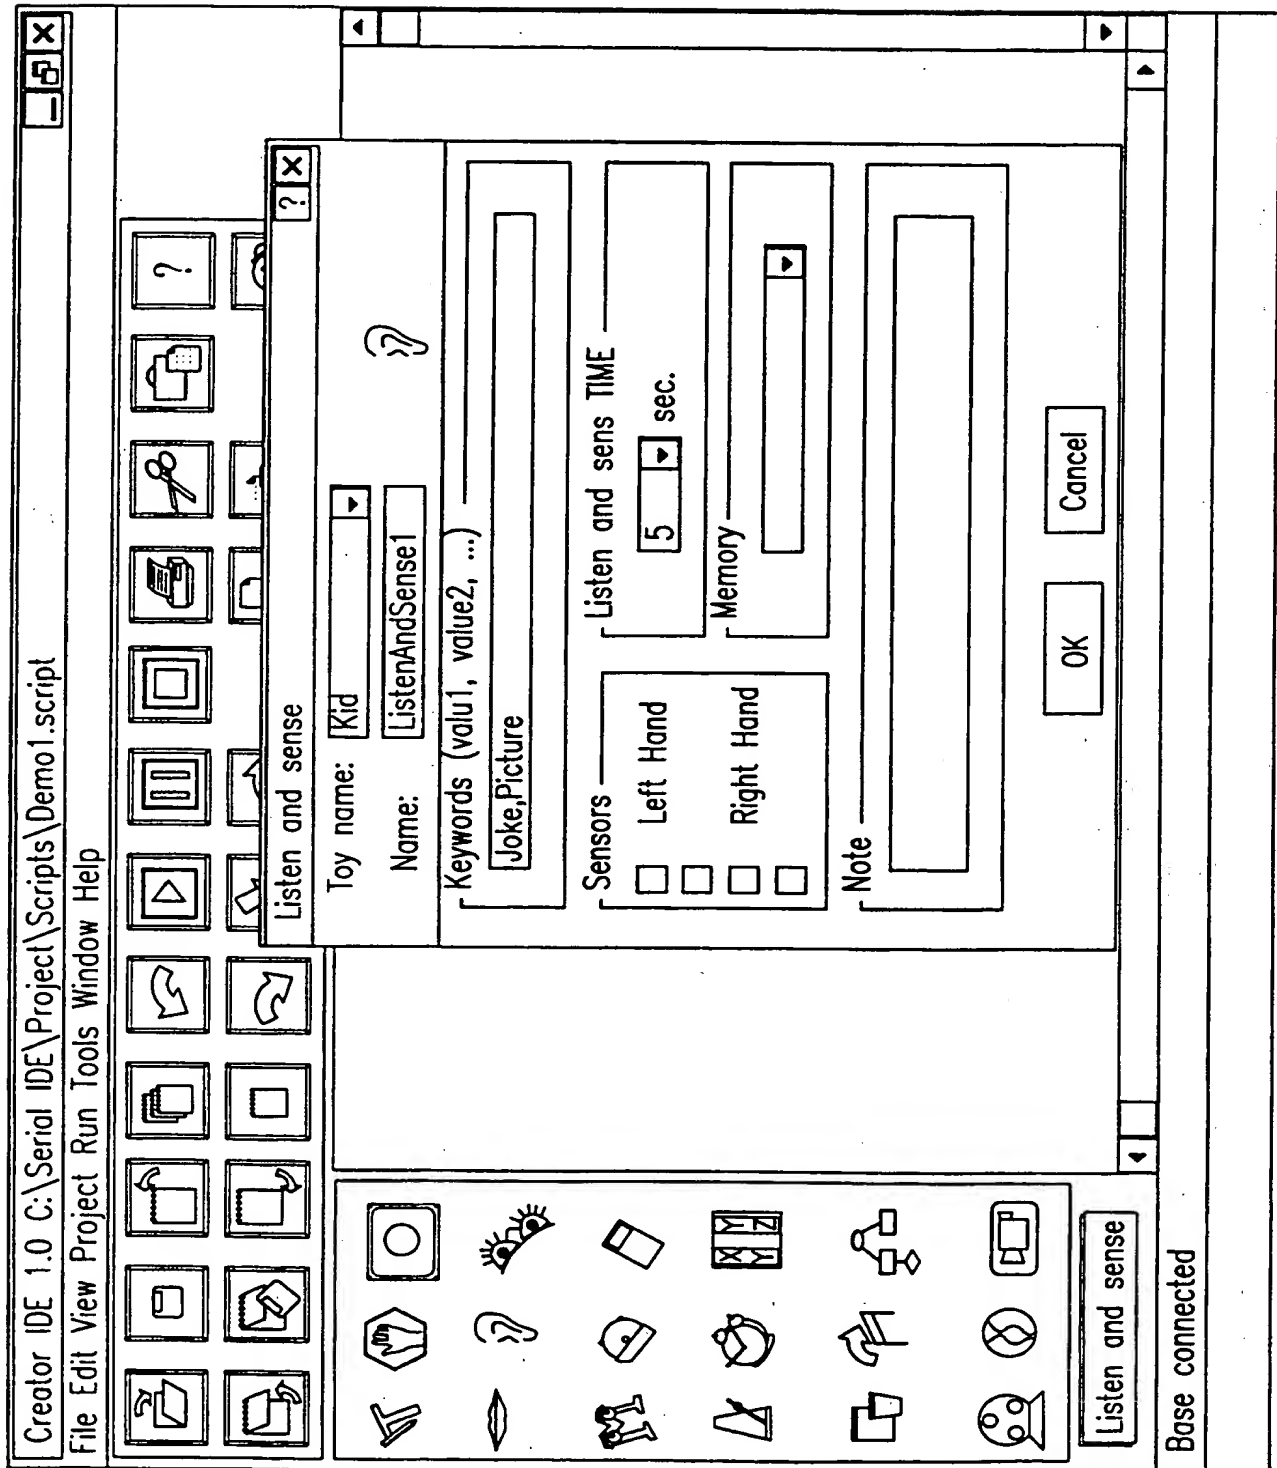 Creator IDE 1.0 C:\Serial IDE\Project\Scripts\Demo1.script
File Edit View Project Run Tools Window Help
?
Listen and sense
?
Toy name: Kid
Name: ListenAndSense1
Keywords (valu1, value2, ...)
Joke,Picture
Sensors
Left Hand
Right Hand
Listen and sens TIME
5 sec.
Memory
Note
OK Cancel
X Y
Y Z
Listen and sense
Base connected